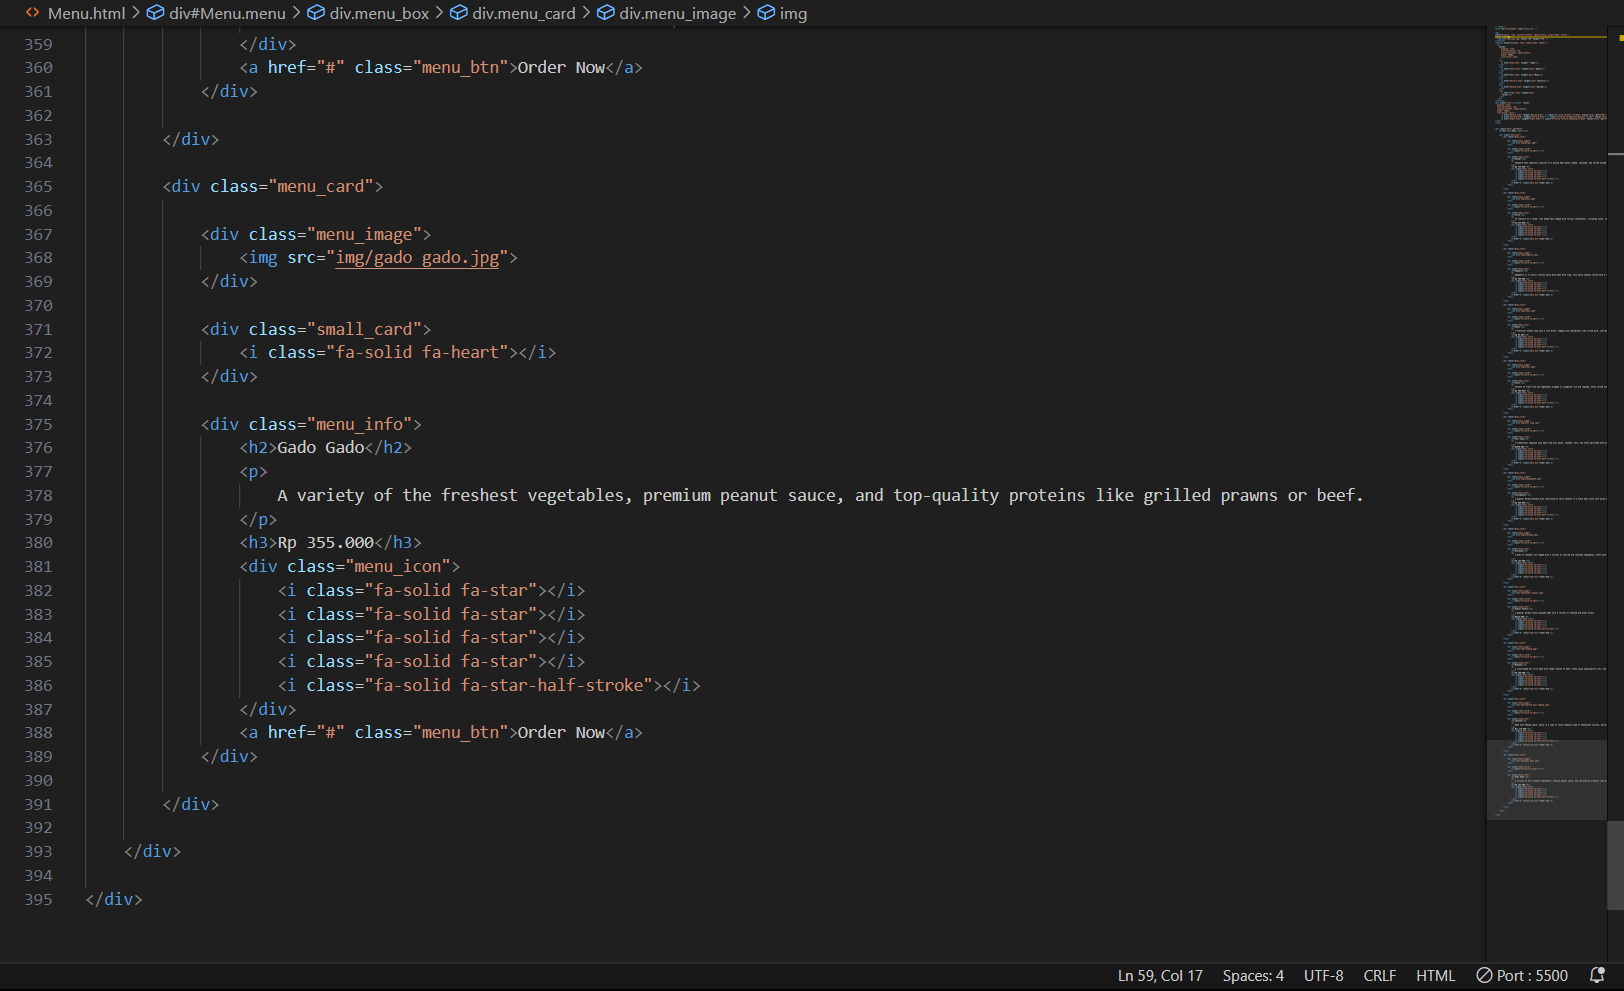 Menu.html > div#Menu.menu > div.menu_box > div.menu_card > div.menu_image > img
359 </div>
360 <a href="#" class="menu_btn">Order Now</a>
361 </div>
362
363 </div>
364
365 <div class="menu_card">
366
367 <div class="menu_image">
368 <img src="img/gado gado.jpg">
369 </div>
370
371 <div class="small_card">
372 <i class="fa-solid fa-heart"></i>
373 </div>
374
375 <div class="menu_info">
376 <h2>Gado Gado</h2>
377 <p>
378 A variety of the freshest vegetables, premium peanut sauce, and top-quality proteins like grilled prawns or beef.
379 </p>
380 <h3>Rp 355.000</h3>
381 <div class="menu_icon">
382 <i class="fa-solid fa-star"></i>
383 <i class="fa-solid fa-star"></i>
384 <i class="fa-solid fa-star"></i>
385 <i class="fa-solid fa-star"></i>
386 <i class="fa-solid fa-star-half-stroke"></i>
387 </div>
388 <a href="#" class="menu_btn">Order Now</a>
389 </div>
390
391 </div>
392
393 </div>
394
395 </div>
Ln 59, Col 17 Spaces: 4 UTF-8 CRLF HTML Port : 5500